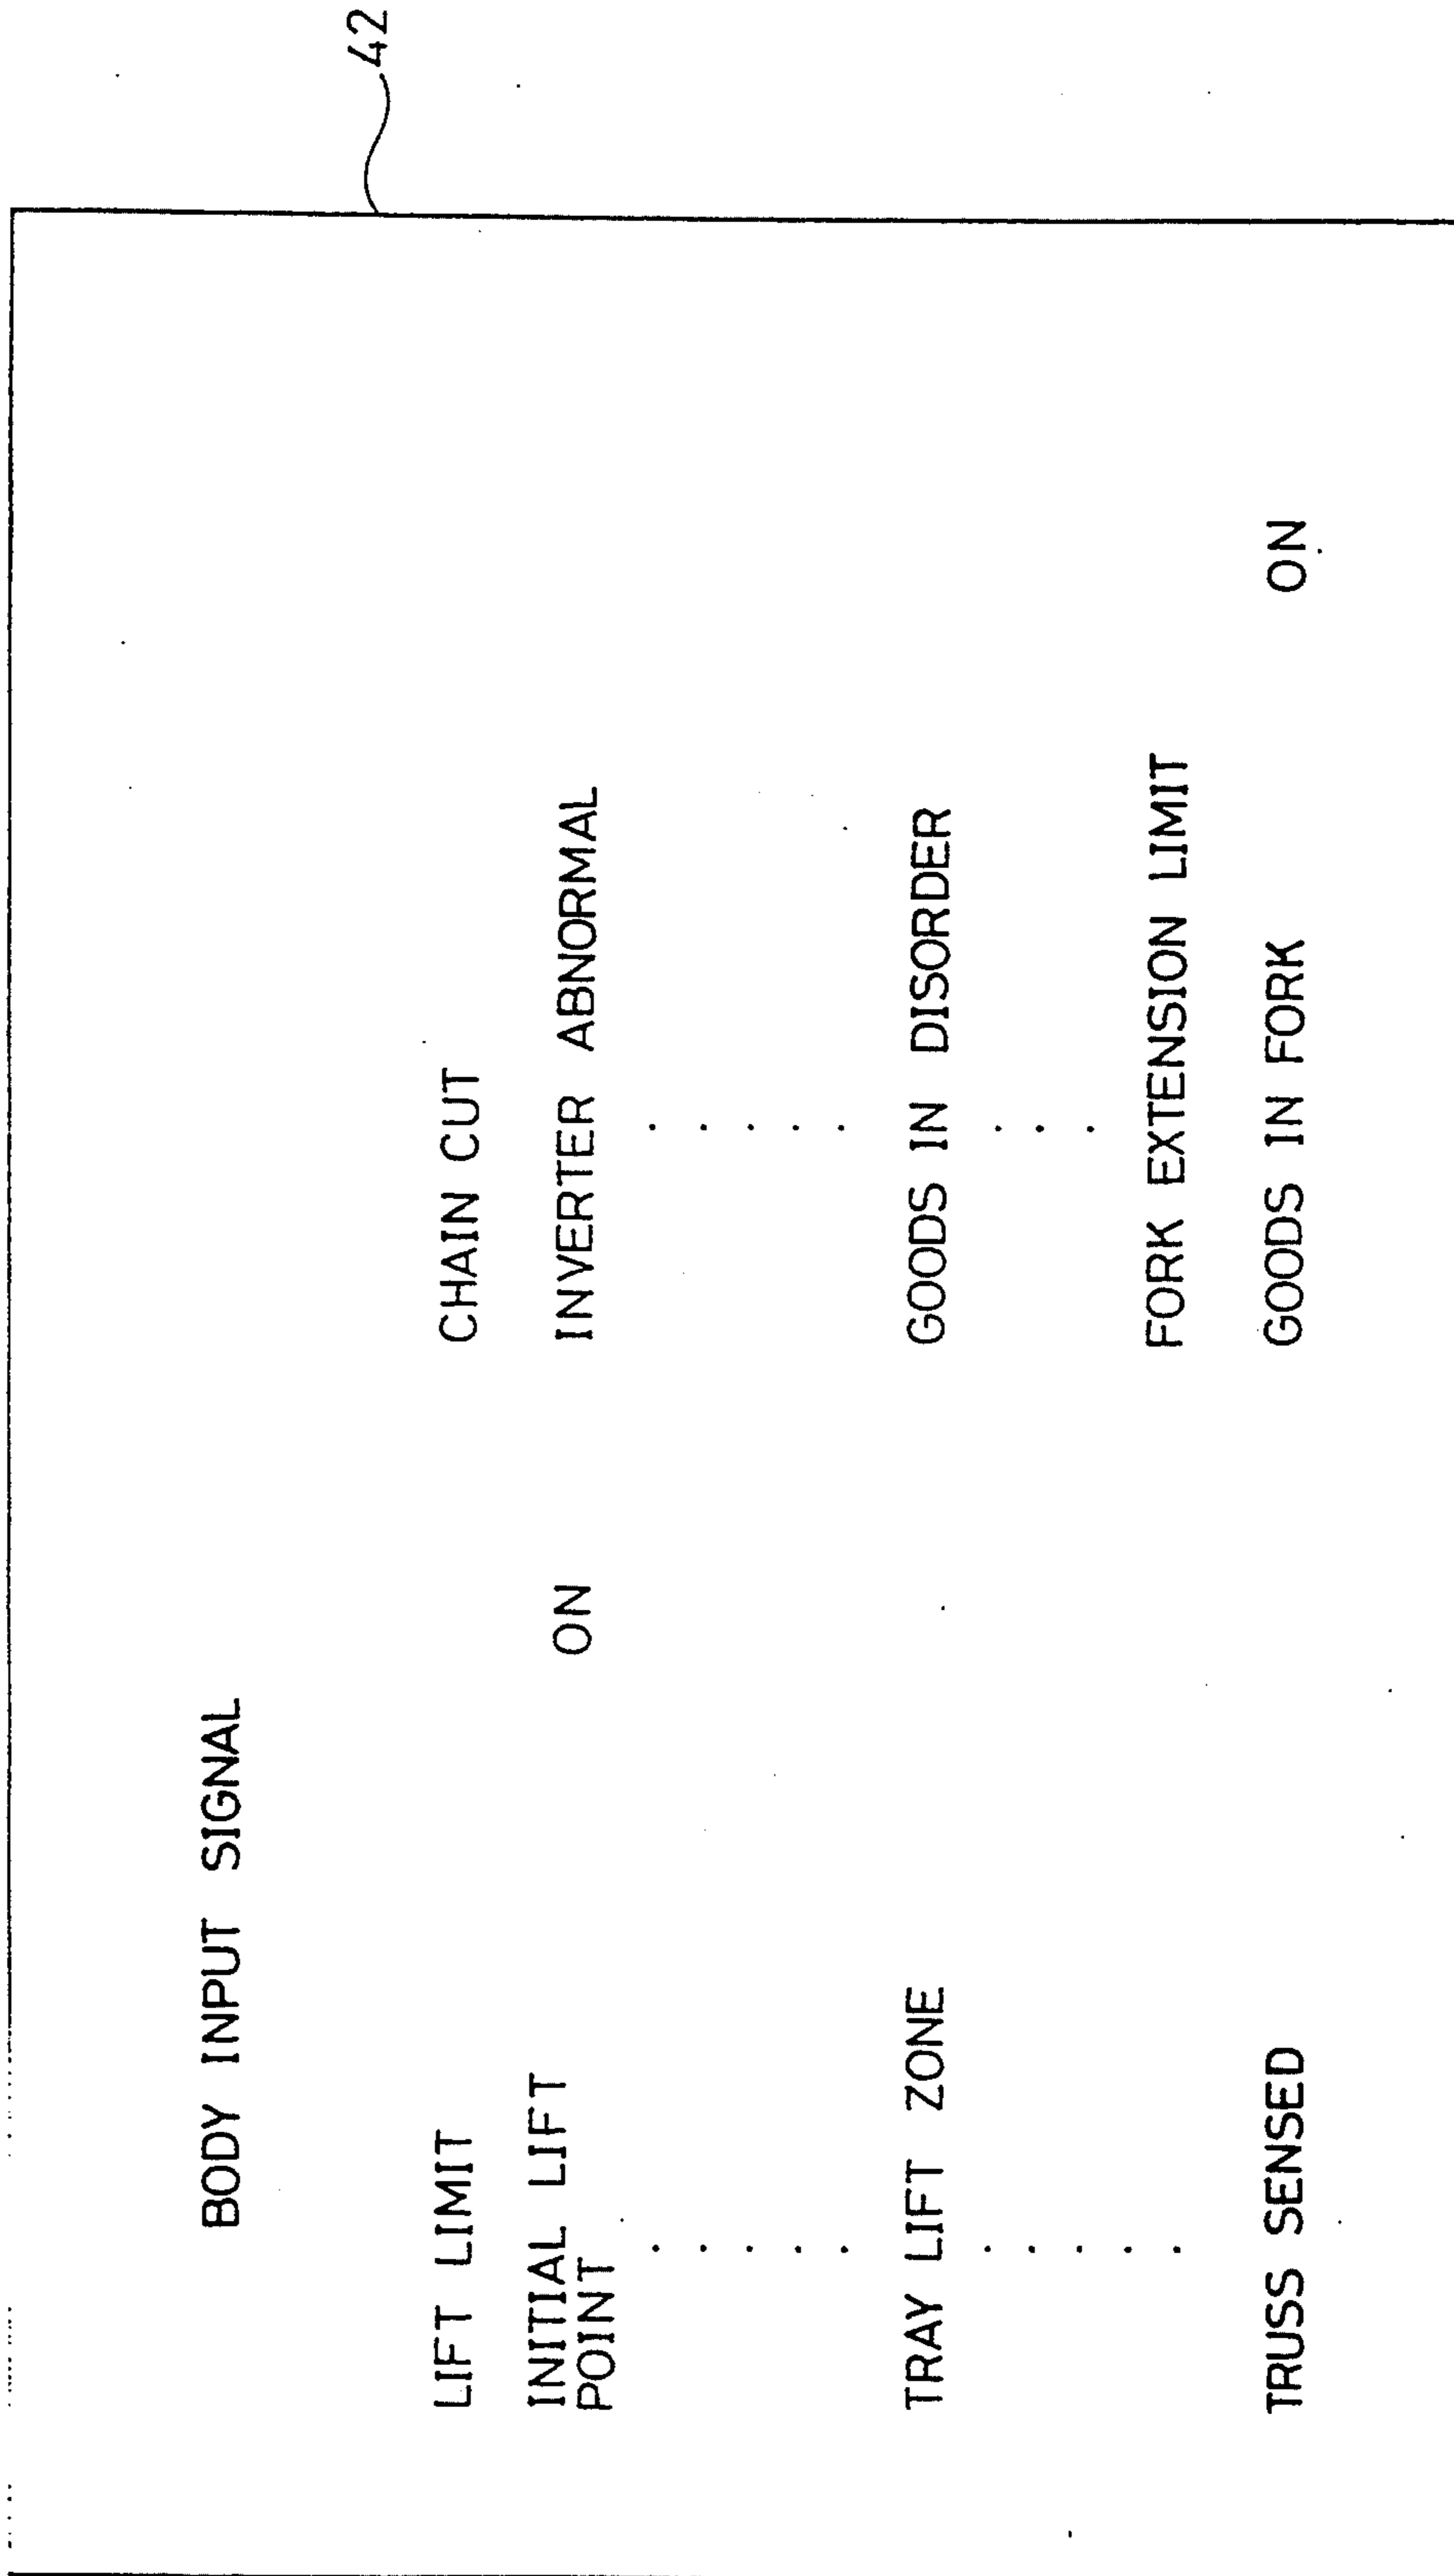 42
BODY INPUT SIGNAL
LIFT LIMIT
CHAIN CUT
INITIAL LIFT
POINT
ON
INVERTER ABNORMAL
TRAY LIFT ZONE
GOODS IN DISORDER
FORK EXTENSION LIMIT
TRUSS SENSED
GOODS IN FORK
ON